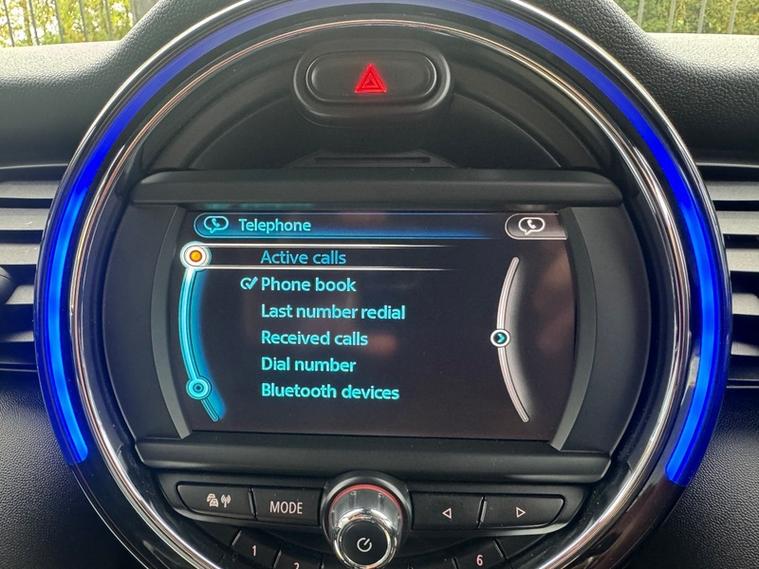 Telephone
Active calls
Phone book
Last number redial
Received calls
Dial number
Bluetooth devices
MODE
1
2
6